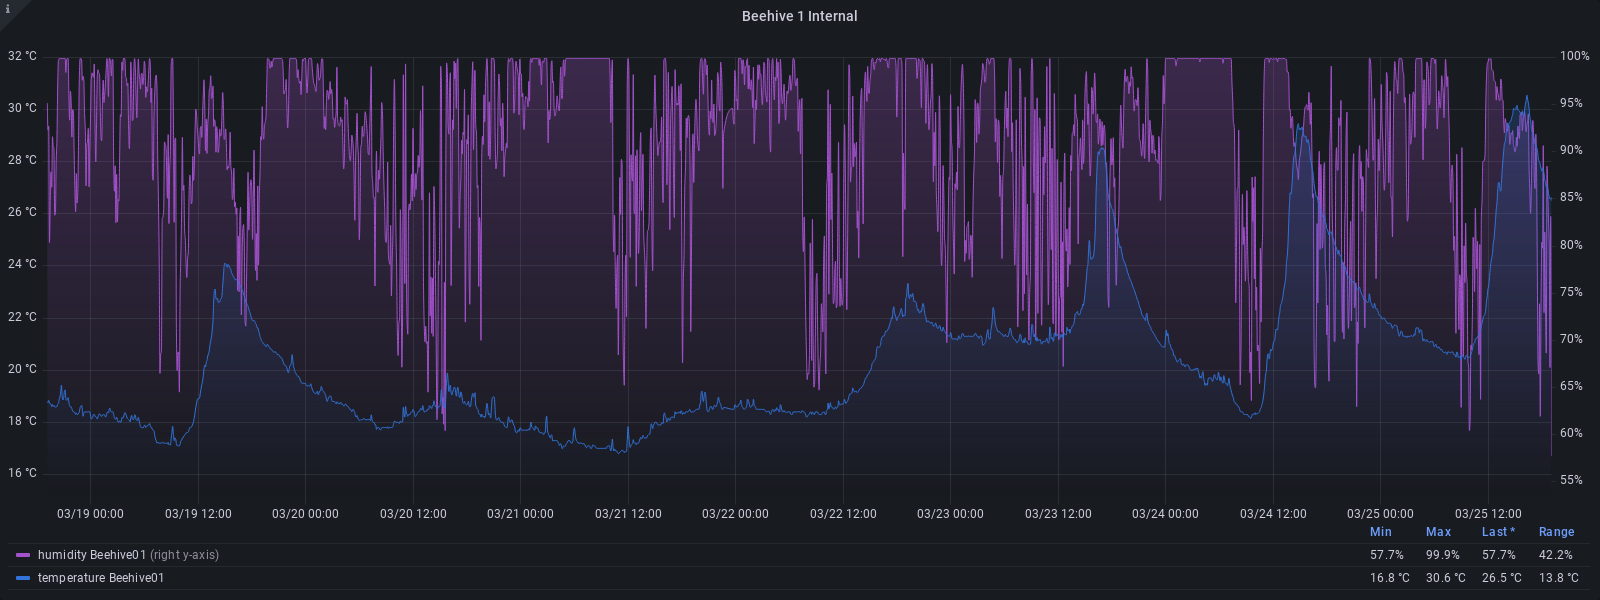 i
Beehive 1 Internal
32 °C
30 °C
28 °C
26 °C
24 °C
22 °C
20 °C
18 °C
16 °C
100%
95%
90%
85%
80%
75%
70%
65%
60%
55%
03/19 00:00 03/19 12:00 03/20 00:00 03/20 12:00 03/21 00:00 03/21 12:00 03/22 00:00 03/22 12:00 03/23 00:00 03/23 12:00 03/24 00:00 03/24 12:00 03/25 00:00 03/25 12:00
Min Max Last * Range
humidity Beehive01 (right y-axis) 57.7% 99.9% 57.7% 42.2%
temperature Beehive01 16.8 °C 30.6 °C 26.5 °C 13.8 °C